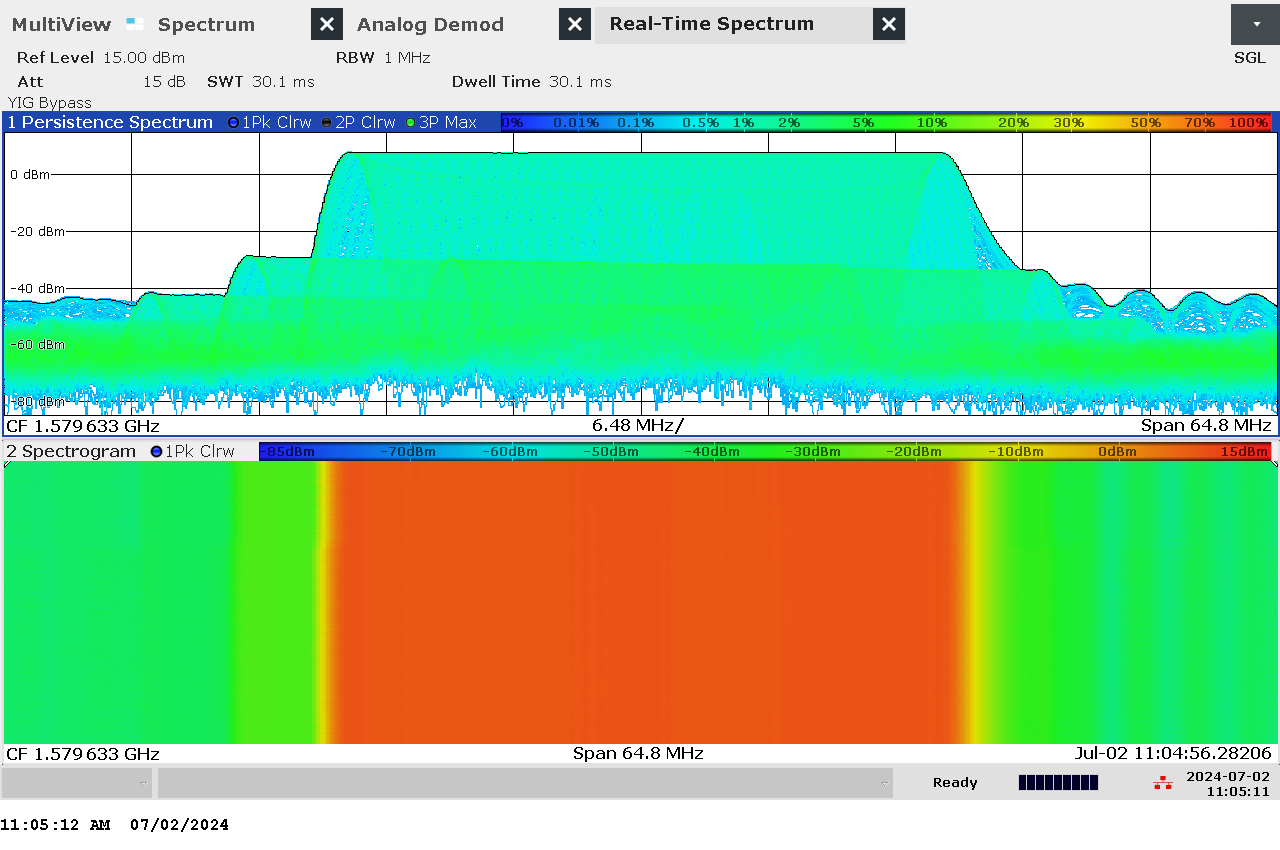 MultiView Spectrum Analog Demod Real-Time Spectrum
Ref Level 15.00 dBm RBW 1 MHz SGL
Att 15 dB SWT 30.1 ms Dwell Time 30.1 ms
YIG Bypass
1 Persistence Spectrum 1Pk Clrw 2P Clrw 3P Max 0% 0.01% 0.1% 0.5% 1% 2% 5% 10% 20% 30% 50% 70% 100%
0 dBm
-20 dBm
-40 dBm
-60 dBm
-80 dBm
CF 1.579 633 GHz 6.48 MHz/ Span 64.8 MHz
2 Spectrogram 1Pk Clrw -85dBm -70dBm -60dBm -50dBm -40dBm -30dBm -20dBm -10dBm 0dBm 15dBm
CF 1.579 633 GHz Span 64.8 MHz Jul-02 11:04:56.28206
Ready 2024-07-02
11:05:11
11:05:12 AM 07/02/2024